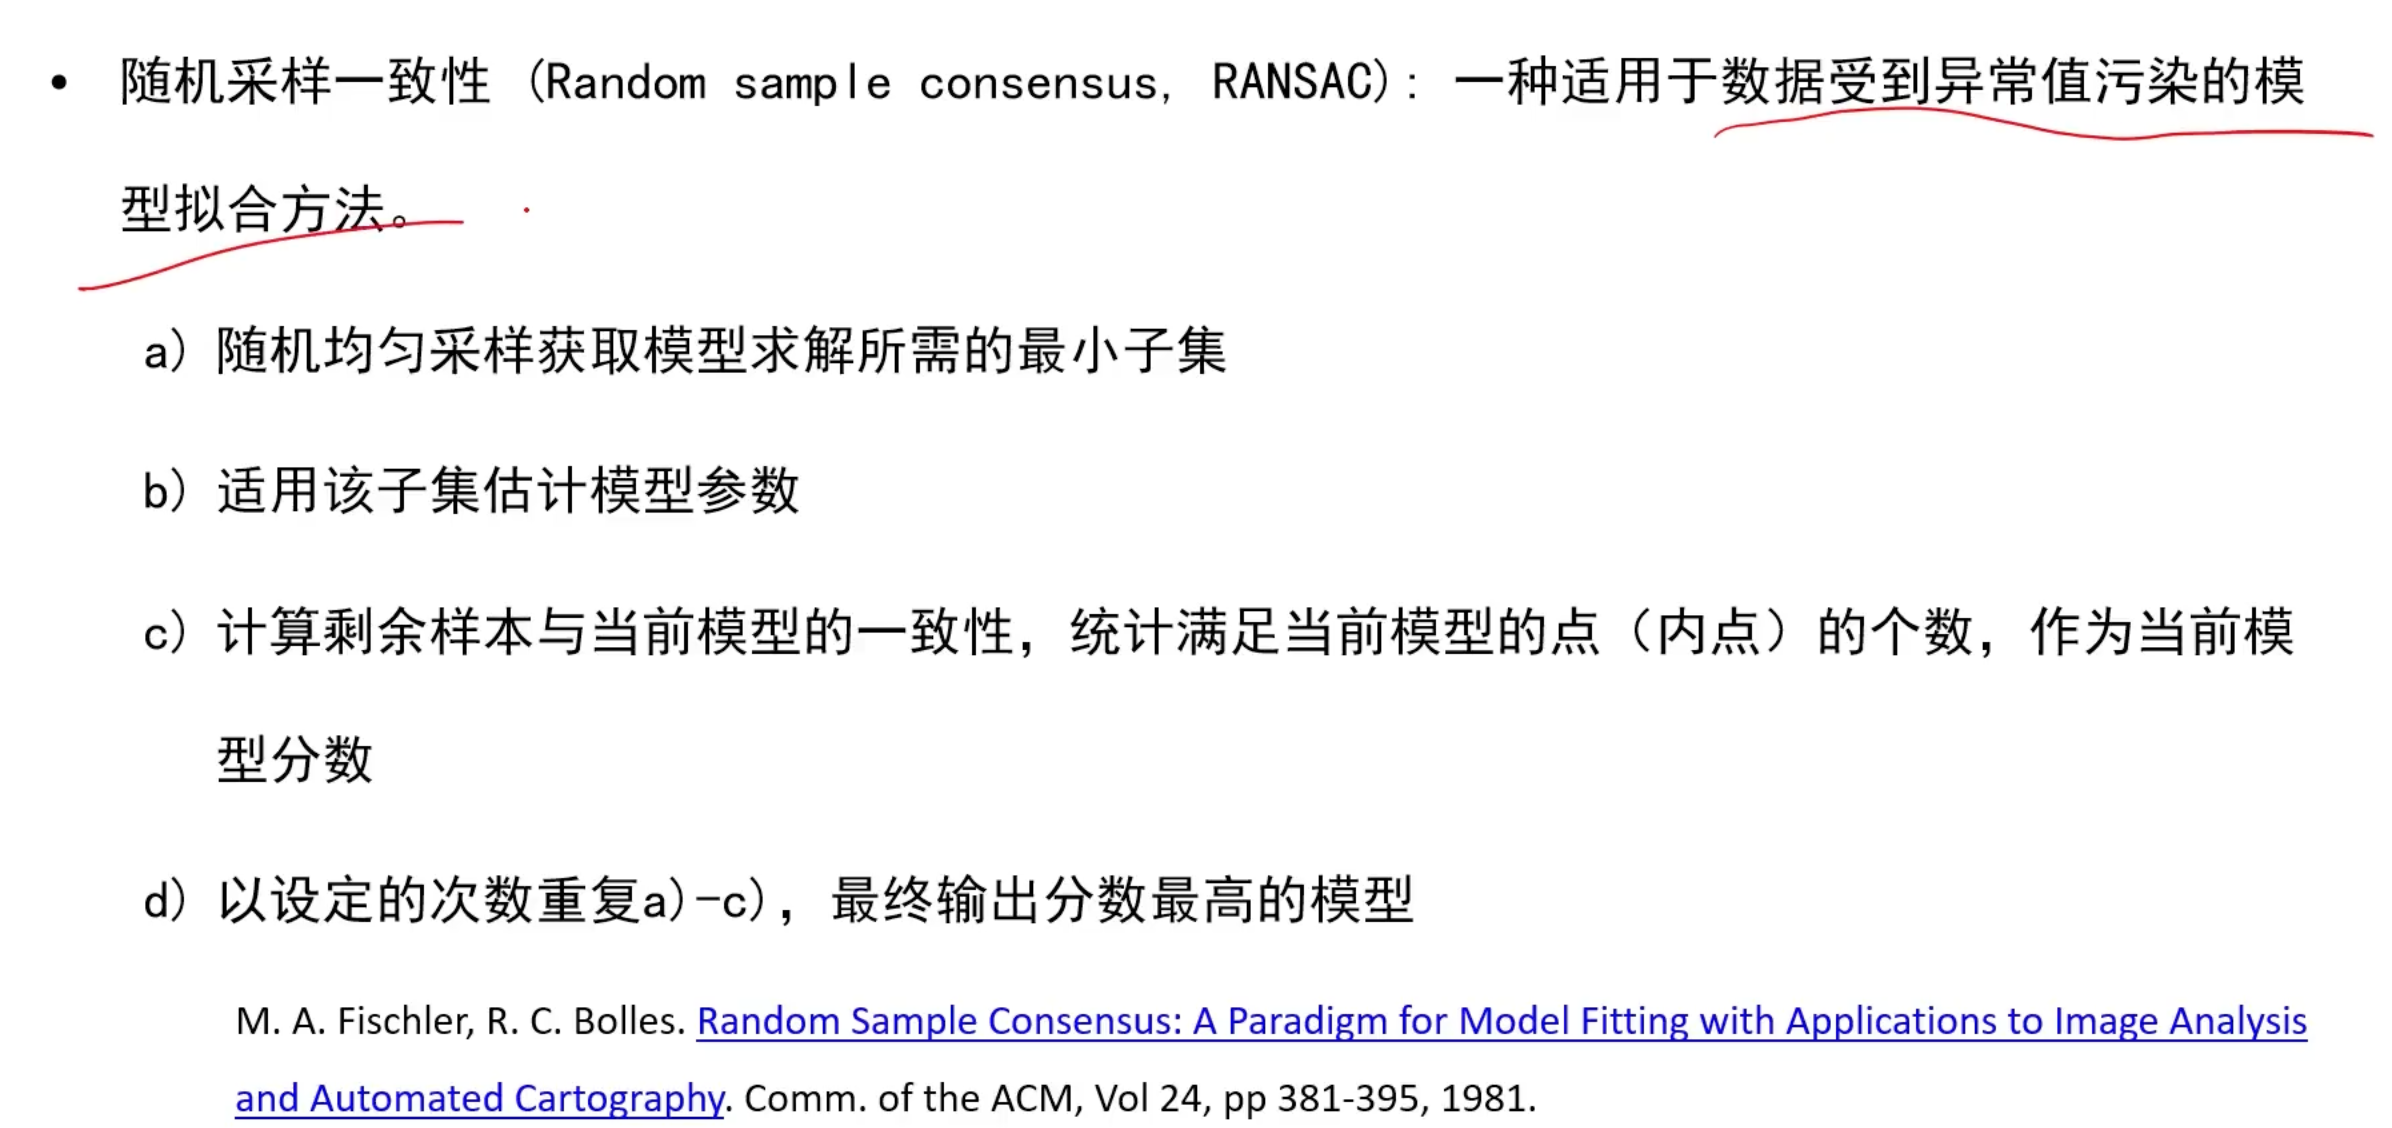 • 随机采样一致性 (Random sample consensus, RANSAC): 一种适用于数据受到异常值污染的模
型拟合方法。
a) 随机均匀采样获取模型求解所需的最小子集
b) 适用该子集估计模型参数
c) 计算剩余样本与当前模型的一致性，统计满足当前模型的点（内点）的个数，作为当前模
型分数
d) 以设定的次数重复a)-c)，最终输出分数最高的模型
M. A. Fischler, R. C. Bolles. Random Sample Consensus: A Paradigm for Model Fitting with Applications to Image Analysis
and Automated Cartography. Comm. of the ACM, Vol 24, pp 381-395, 1981.